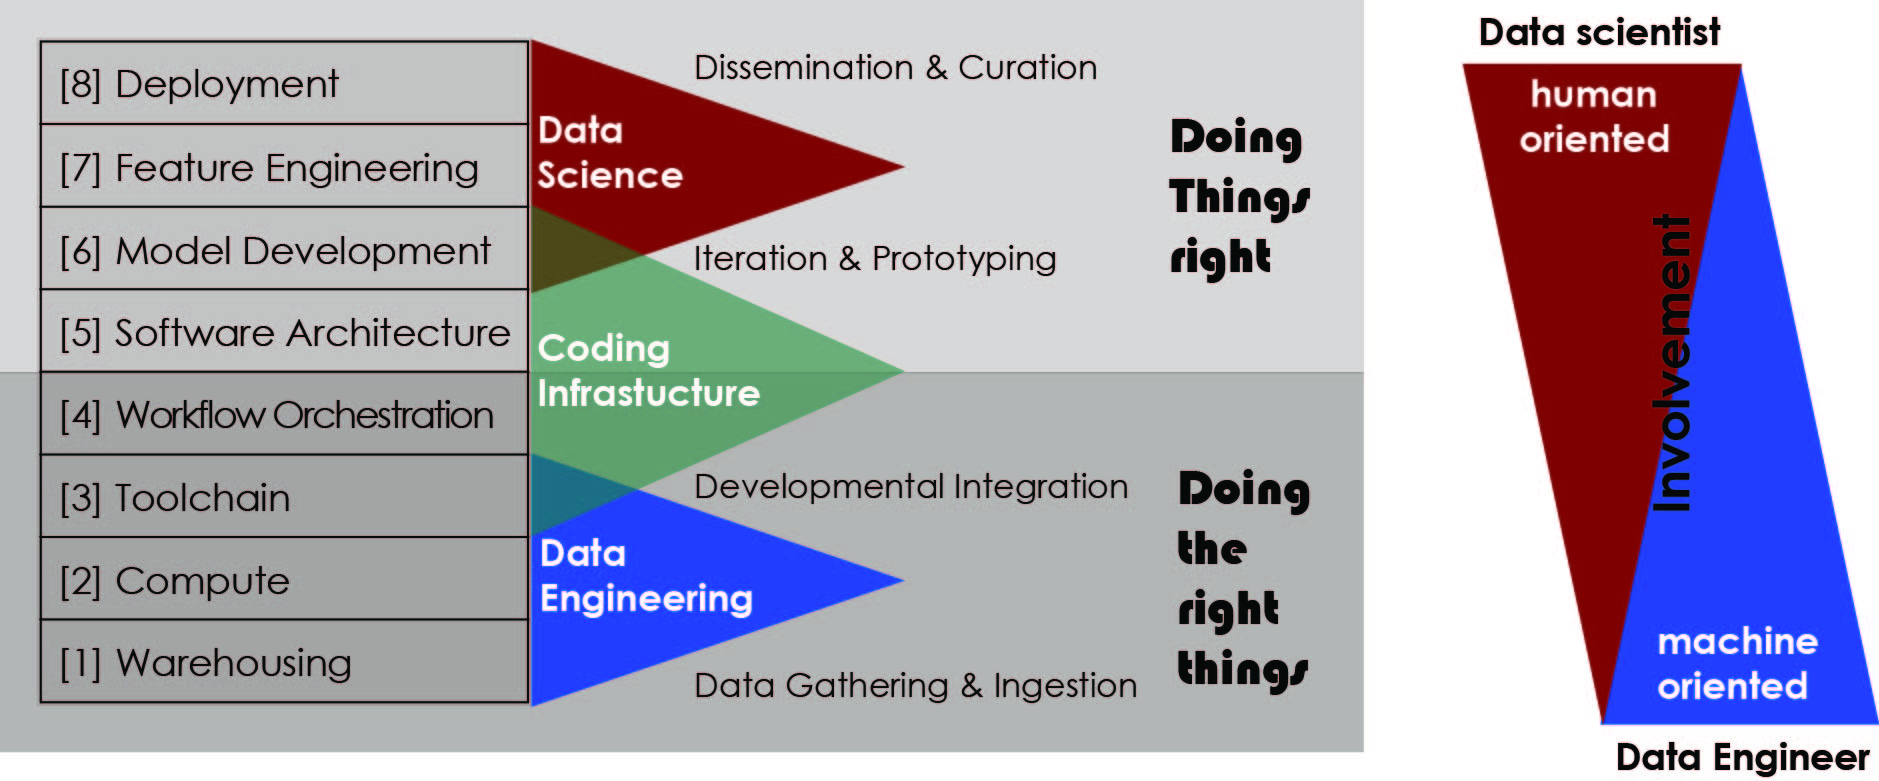 [8] Deployment
[7] Feature Engineering
[6] Model Development
[5] Software Architecture
[4] Workflow Orchestration
[3] Toolchain
[2] Compute
[1] Warehousing
Data
Science
Coding
Infrastucture
Data
Engineering
Dissemination & Curation
Iteration & Prototyping
Developmental Integration
Data Gathering & Ingestion
Doing
Things
right
Doing
the
right
things
Data scientist
human
oriented
Involvement
machine
oriented
Data Engineer